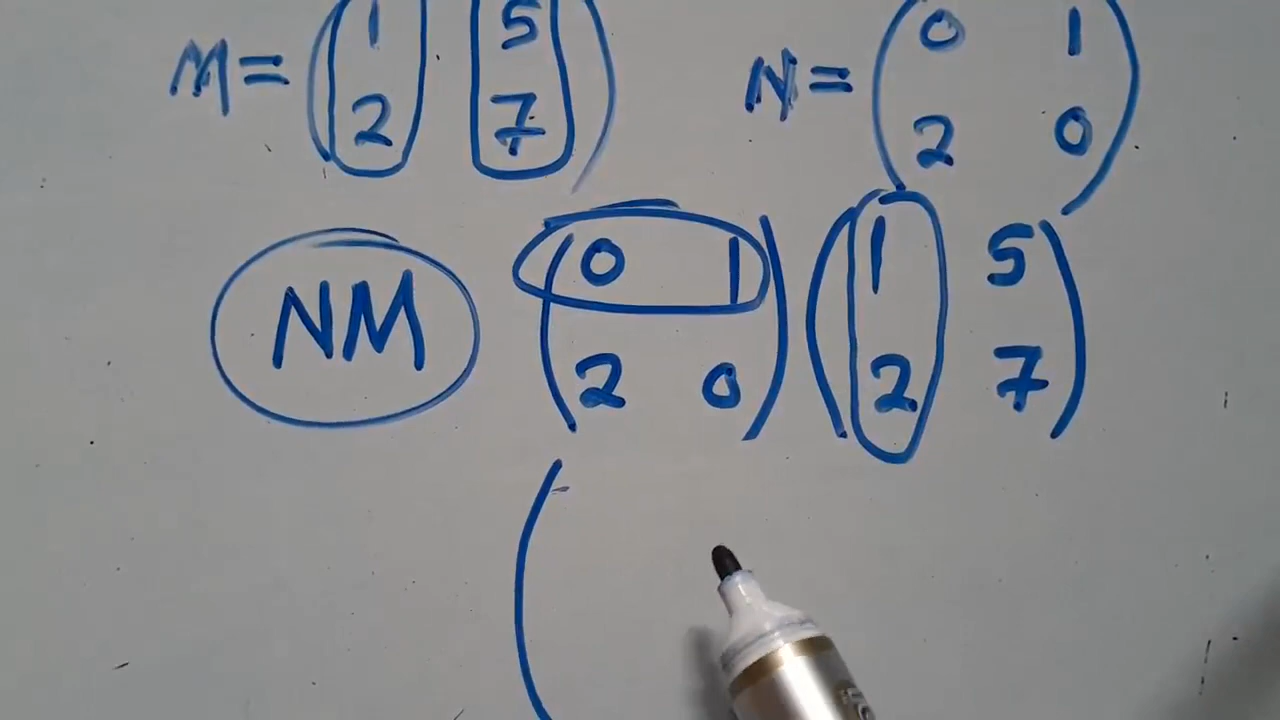 M = ( 1 5 N = ( 0 1
2 7 ) 2 0 )
NM ( 0 1 ) ( 1 5 )
( 2 0 ) ( 2 7 )
(